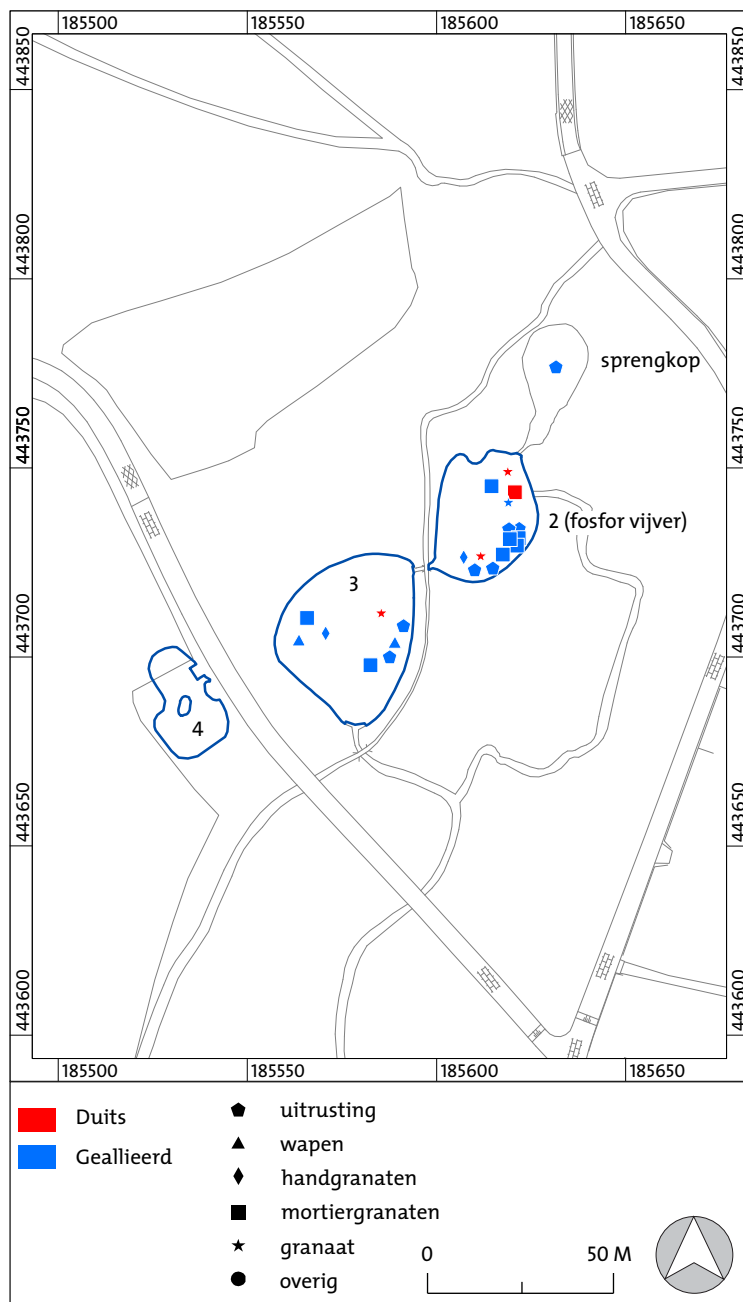 185500 185550 185600 185650
443850 443850
443800 443800
sprengkop
443750 443750
2 (fosfor vijver)
3
443700 443700
4
443650 443650
443600 443600
185500 185550 185600 185650
Duits
Geallieerd
uitrusting
wapen
handgranaten
mortiergranaten
granaat
overig
0 50 M